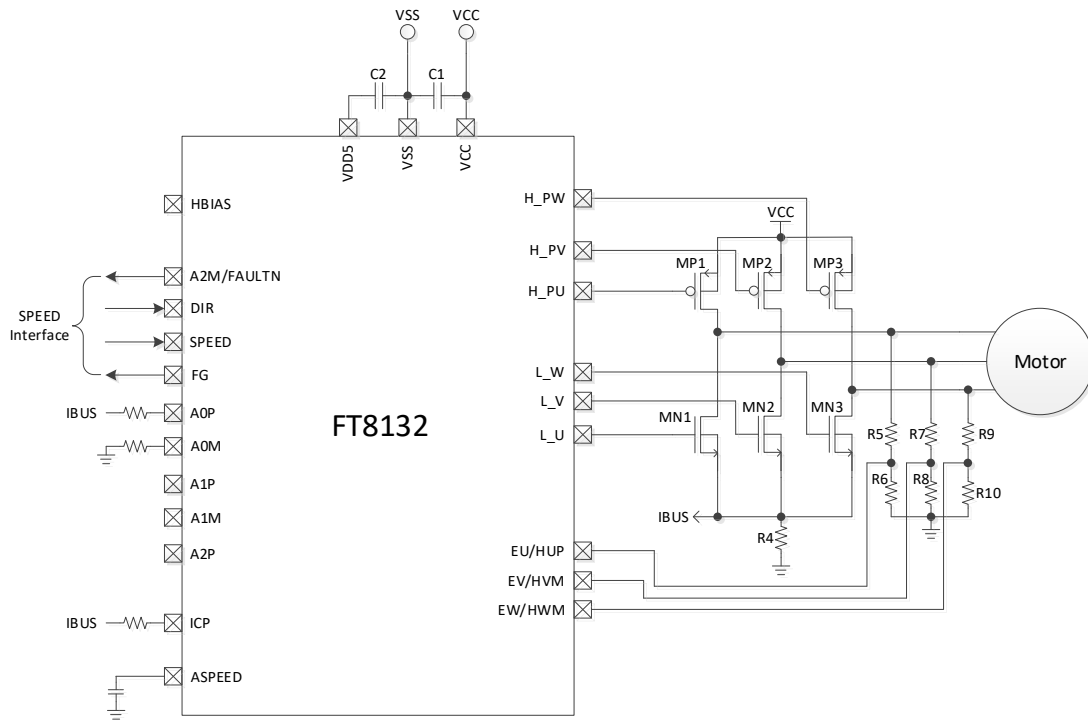 VSS
VCC
C2
C1
VDD5
VSS
VCC
HBIAS
A2M/FAULTN
DIR
SPEED
FG
SPEED
Interface
IBUS
A0P
A0M
A1P
A1M
A2P
IBUS
ICP
ASPEED
FT8132
H_PW
H_PV
H_PU
L_W
L_V
L_U
EU/HUP
EV/HVM
EW/HWM
VCC
MP1
MP2
MP3
MN1
MN2
MN3
IBUS
R4
R5
R7
R9
R6
R8
R10
Motor